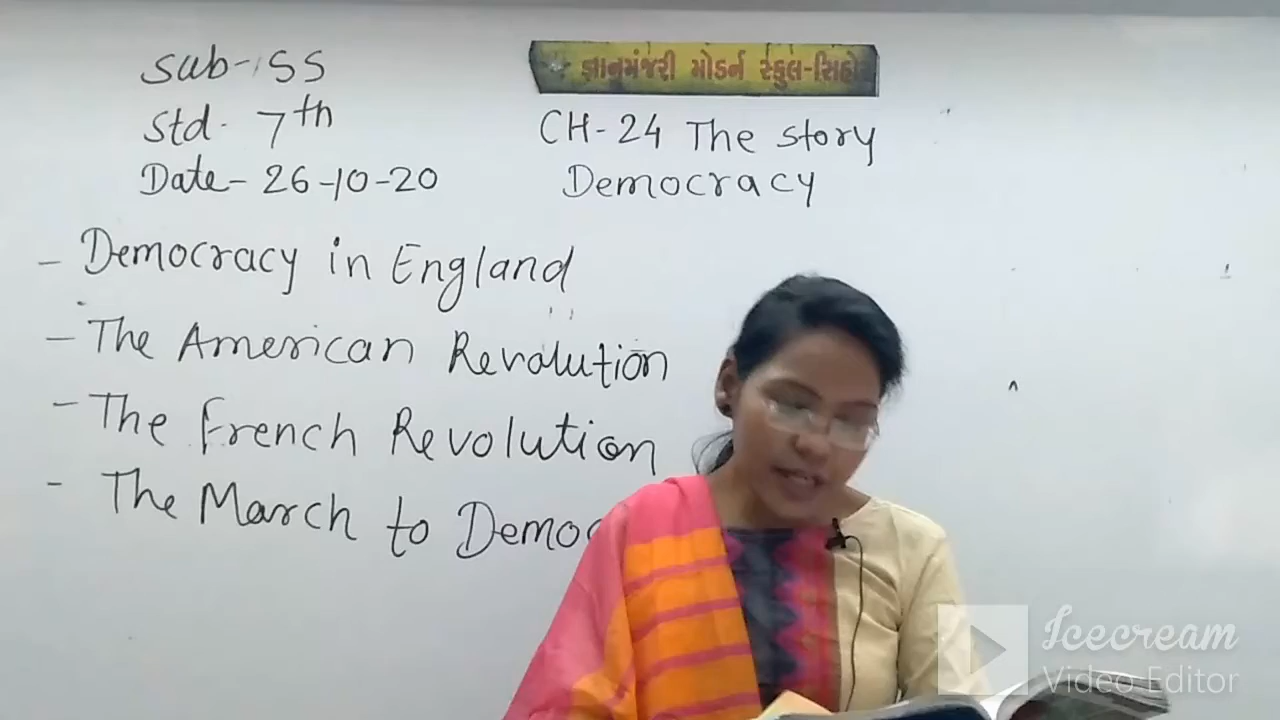 Sub- SS
Std- 7th
Date- 26-10-20
જ્ઞાનમંજરી મોડર્ન સ્કુલ-સિહો
CH-24 The story
Democracy
- Democracy in England
- The American Revolution
- The French Revolution
- The March to Democ
Icecream
Video Editor